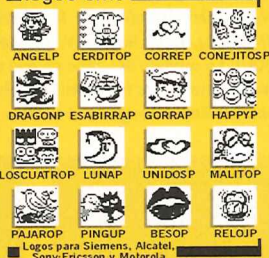 ANGELP CERDITOP CORREP CONEJITOSP
DRAGONP ESABIRRAP GORRAP HAPPYP
LOSCUATROP LUNAP UNIDOSP MALITOP
PAJAROP PINGUP BESOP RELOJP
Logos para Siemens, Alcatel,
Sony-Ericsson y Motorola